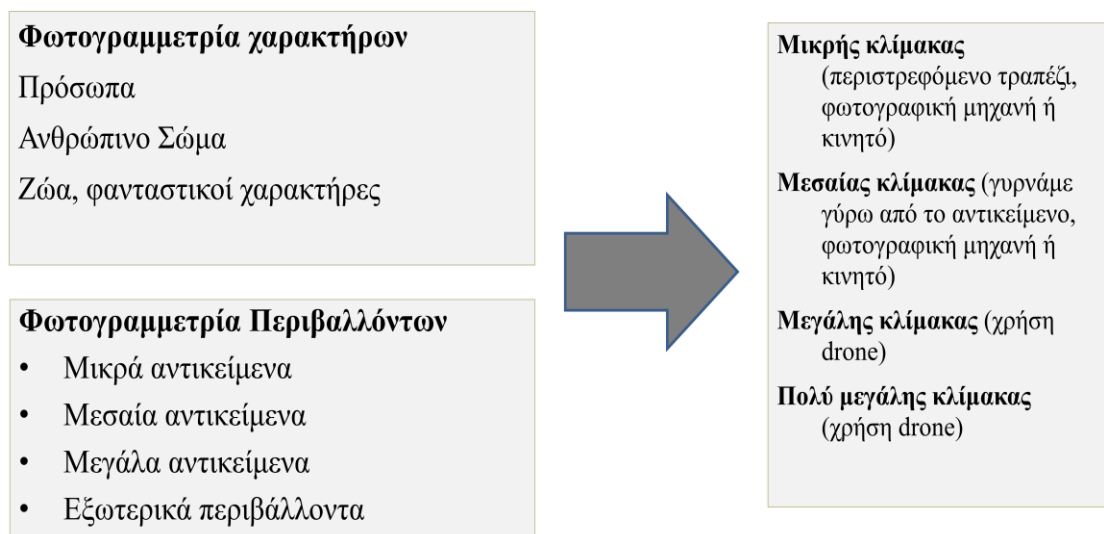 Φωτογραμμετρία χαρακτήρων
Πρόσωπα
Ανθρώπινο Σώμα
Ζώα, φανταστικοί χαρακτήρες
Φωτογραμμετρία Περιβαλλόντων
• Μικρά αντικείμενα
• Μεσαία αντικείμενα
• Μεγάλα αντικείμενα
• Εξωτερικά περιβάλλοντα
Μικρής κλίμακας
(περιστρεφόμενο τραπέζι,
φωτογραφική μηχανή ή
κινητό)
Μεσαίας κλίμακας (γυρνάμε
γύρω από το αντικείμενο,
φωτογραφική μηχανή ή
κινητό)
Μεγάλης κλίμακας (χρήση
drone)
Πολύ μεγάλης κλίμακας
(χρήση drone)